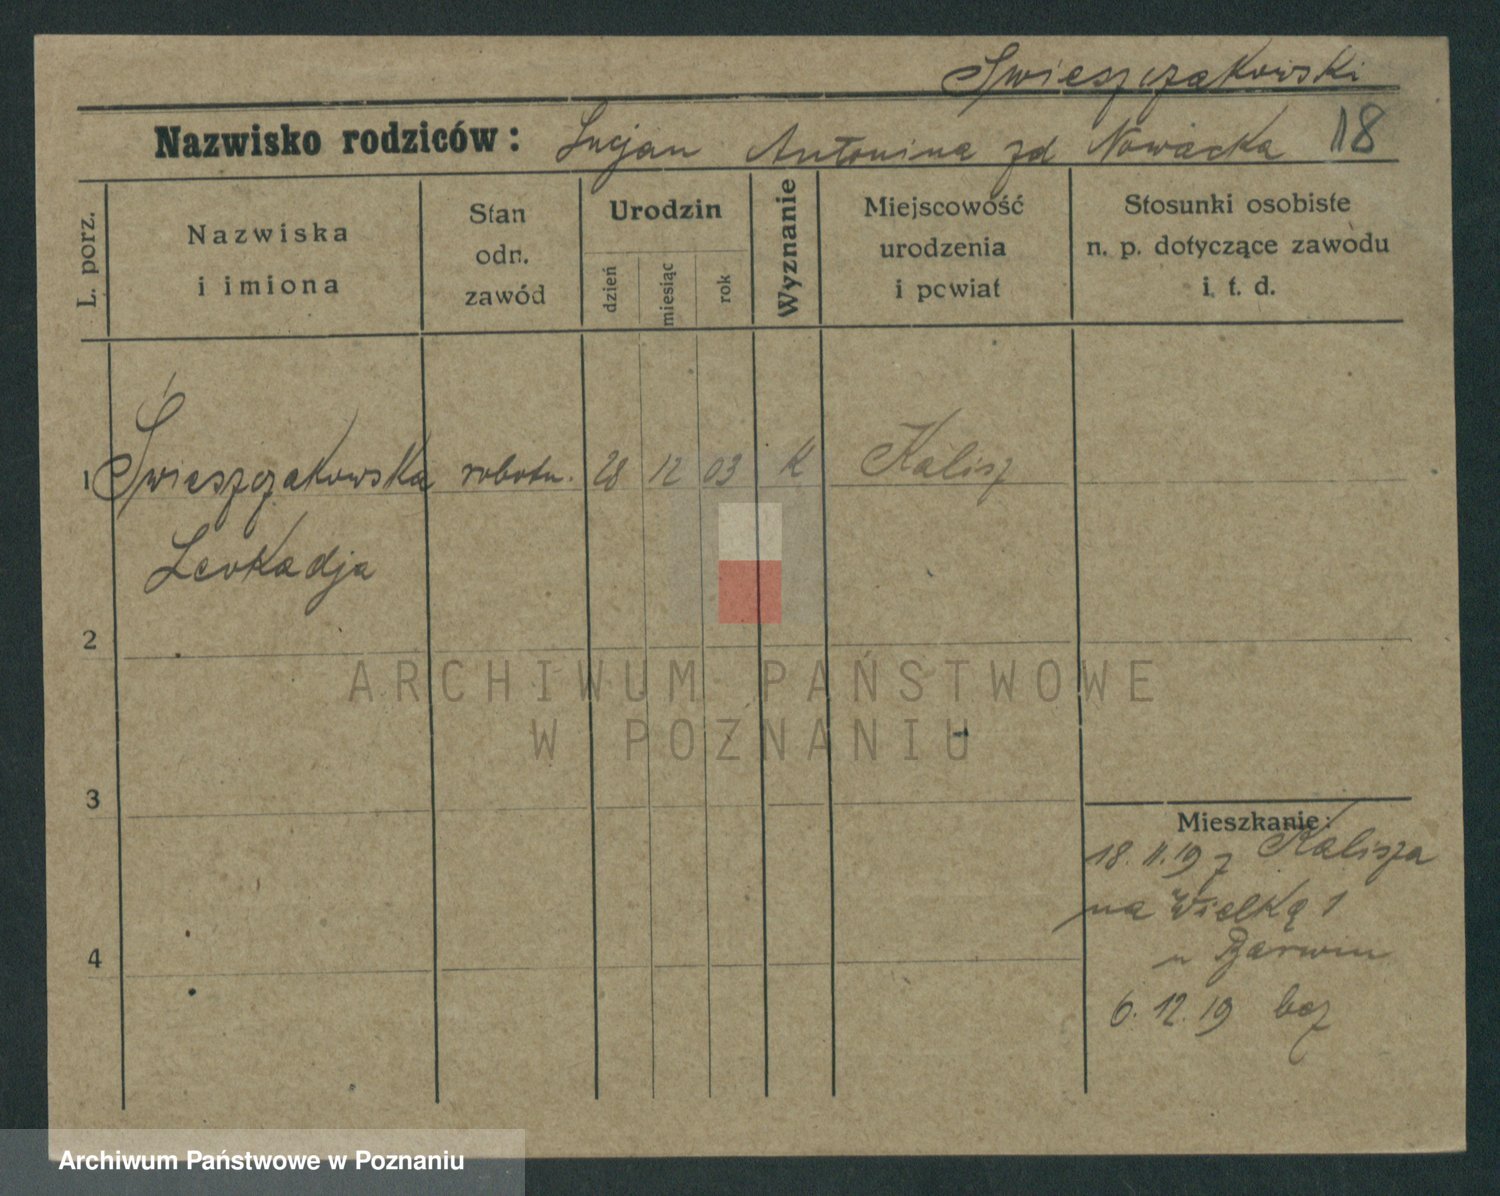 Swieszczakowski
Nazwisko rodziców: Lucjan Antonina zd Nowacka 18
L. porz.
Nazwiska
i imiona
Stan
odn.
zawód
Urodzin
dzień
miesiąc
rok
Wyznanie
Miejscowość
urodzenia
i powiat
Stosunki osobiste
n. p. dotyczące zawodu
i. t. d.
1 Świeszczakowska robotn. 28 12 03 K Kalisz
Leokadja
2
ARCHIWUM PAŃSTWOWE
W POZNANIU
3
Mieszkanie:
18. 11. 19 z Kalisza
na Wielką 1
u
4
6. 12. 19
Archiwum Państwowe w Poznaniu